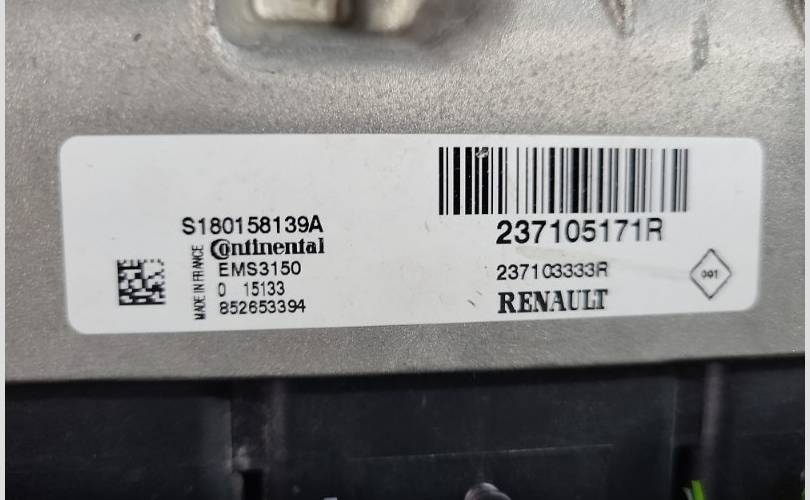 S180158139A
Continental
MADE IN FRANCE
EMS3150
0 15133
852653394
237105171R
237103333R
RENAULT
001